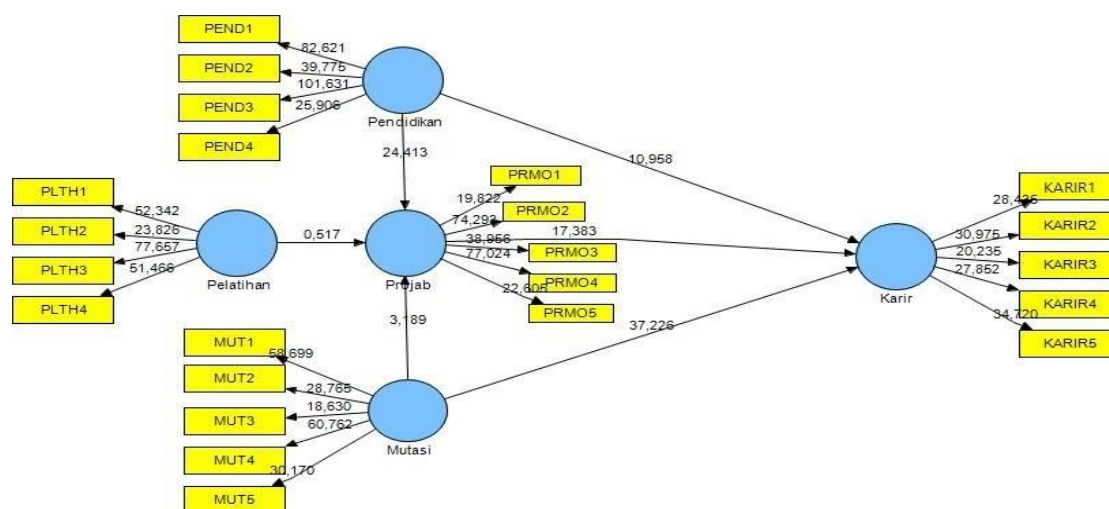 PEND1
82,621
PEND2
39,775
PEND3
101,631
PEND4
25,906
Pendidikan
24,413
10,958
PLTH1
52,342
PLTH2
23,826
PLTH3
77,657
PLTH4
51,466
Pelatihan
0,517
Projab
PRMO1
19,822
PRMO2
74,293
17,383
38,956
PRMO3
77,024
PRMO4
22,605
PRMO5
3,189
37,226
KARIR1
KARIR2
30,975
KARIR3
20,235
KARIR4
27,852
KARIR5
34,720
Karir
MUT1
58,699
MUT2
28,765
MUT3
18,630
MUT4
60,762
MUT5
30,170
Mutasi